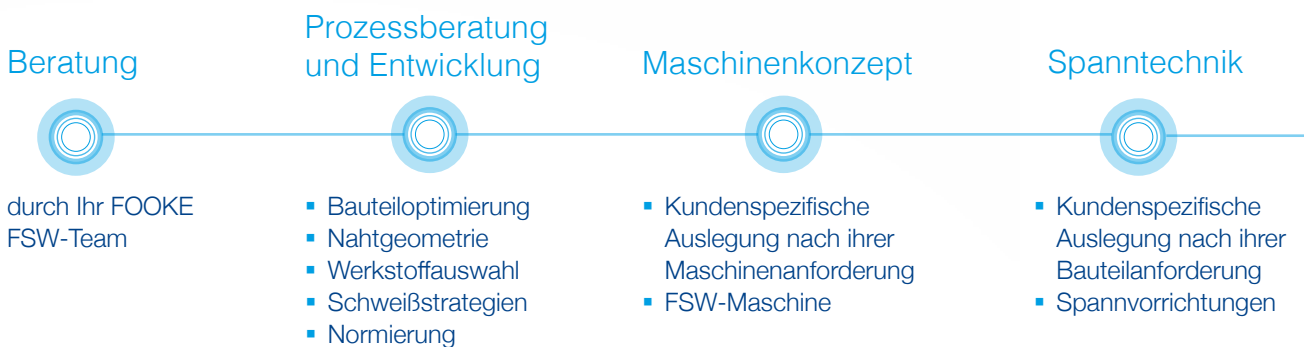 Beratung
durch Ihr FOOKE
FSW-Team
Prozessberatung
und Entwicklung
▪ Bauteiloptimierung
▪ Nahtgeometrie
▪ Werkstoffauswahl
▪ Schweißstrategien
▪ Normierung
Maschinenkonzept
▪ Kundenspezifische
Auslegung nach ihrer
Maschinenanforderung
▪ FSW-Maschine
Spanntechnik
▪ Kundenspezifische
Auslegung nach ihrer
Bauteilanforderung
▪ Spannvorrichtungen